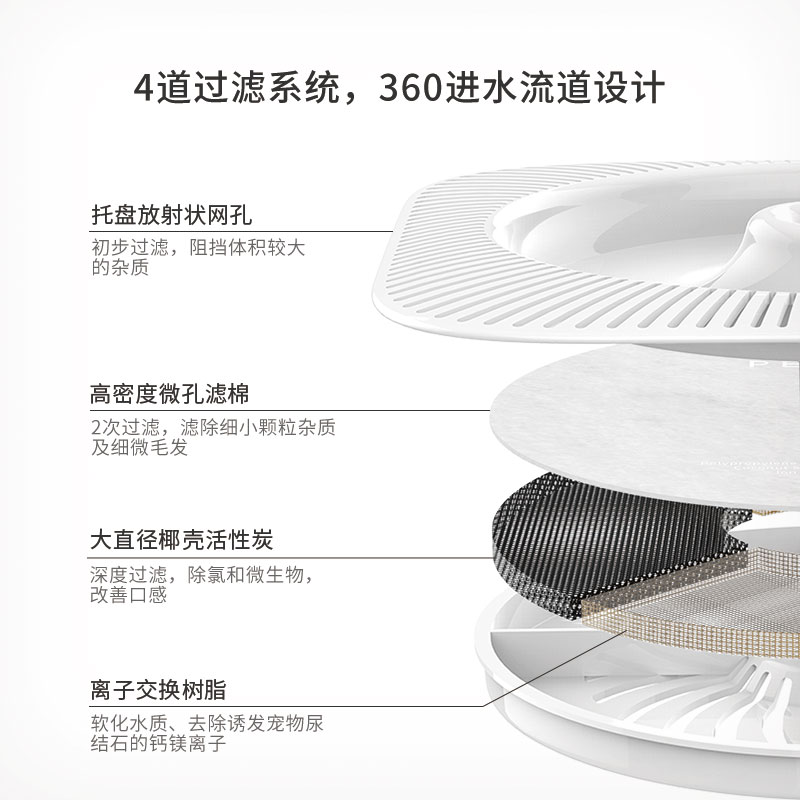 4道过滤系统，360进水流道设计
托盘放射状网孔
初步过滤，阻挡体积较大
的杂质
高密度微孔滤棉
2次过滤，滤除细小颗粒杂质
及细微毛发
大直径椰壳活性炭
深度过滤，除氯和微生物，
改善口感
离子交换树脂
软化水质、去除诱发宠物尿
结石的钙镁离子